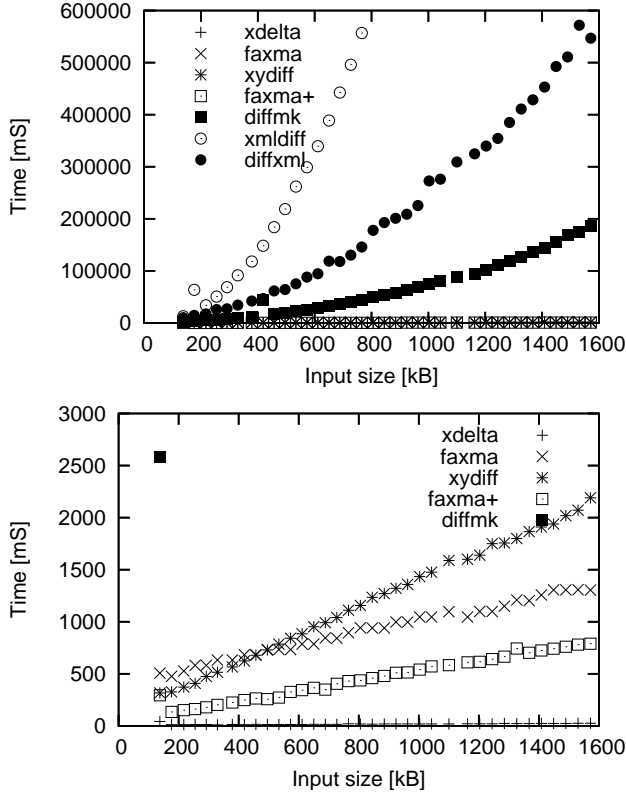 600000
500000
400000
300000
200000
100000
0
Time [mS]
xdelta
faxma
xydiff
faxma+
diffmk
xmldiff
diffxml
0 200 400 600 800 1000 1200 1400 1600
Input size [kB]
3000
2500
2000
1500
1000
500
0
Time [mS]
xdelta
faxma
xydiff
faxma+
diffmk
0 200 400 600 800 1000 1200 1400 1600
Input size [kB]